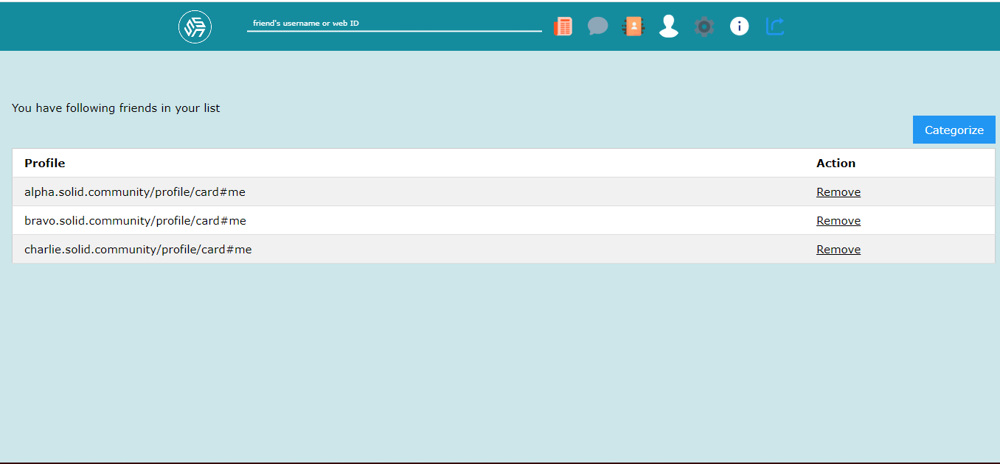 friend's username or web ID
You have following friends in your list
Categorize
Profile Action
alpha.solid.community/profile/card#me Remove
bravo.solid.community/profile/card#me Remove
charlie.solid.community/profile/card#me Remove